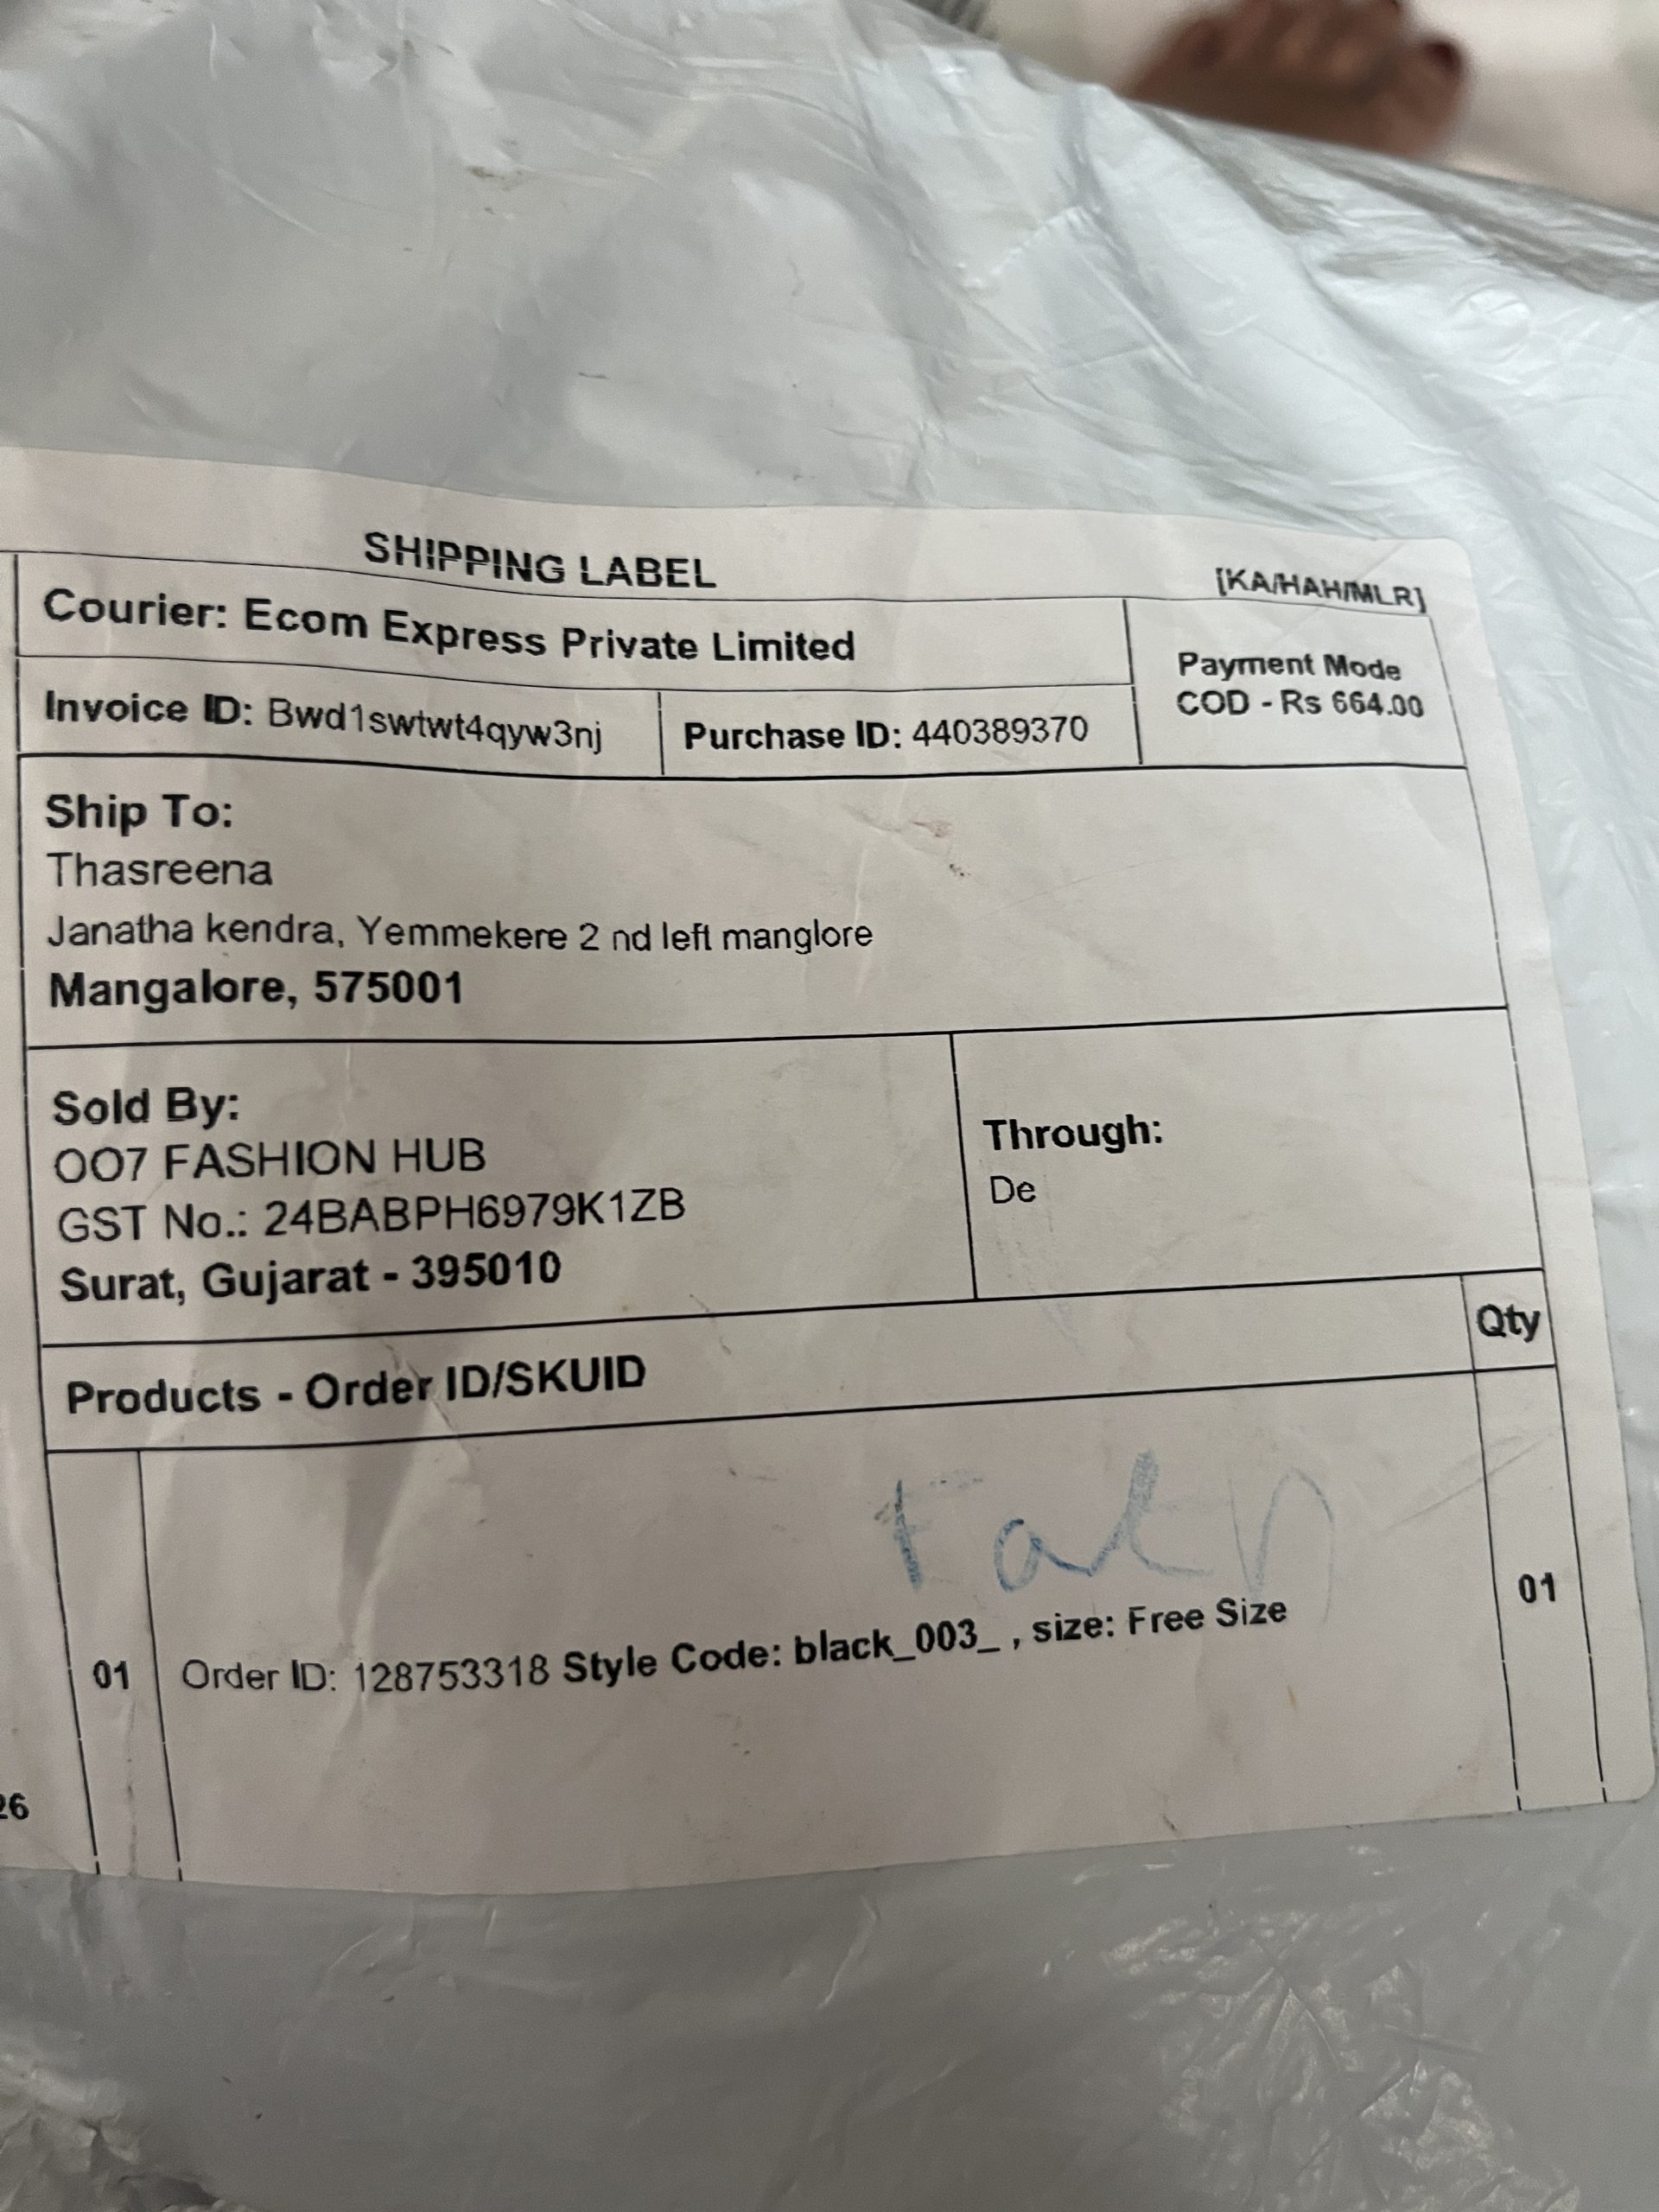 SHIPPING LABEL
[KA/HAH/MLR]
Courier: Ecom Express Private Limited
Payment Mode
COD - Rs 664.00
Invoice ID: Bwd1swtwt4qyw3nj
Purchase ID: 440389370
Ship To:
Thasreena
Janatha kendra, Yemmekere 2 nd left manglore
Mangalore, 575001
Sold By:
OO7 FASHION HUB
GST No.: 24BABPH6979K1ZB
Surat, Gujarat - 395010
Through:
De
Products - Order ID/SKUID
Qty
01
Order ID: 128753318 Style Code: black_003_ , size: Free Size
01
26